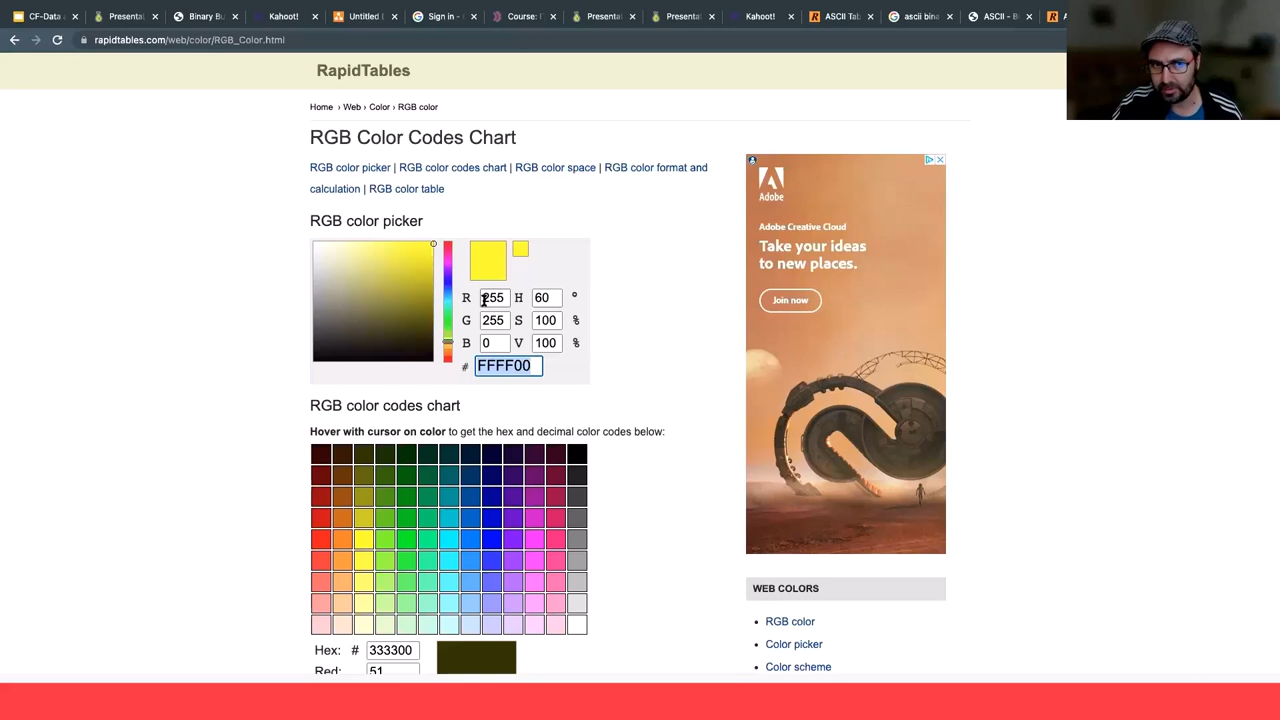 CF-Data a
Presental
Binary Bu
Kahoot!
Untitled D
Sign in -
Course: I
Presental
Presental
Kahoot!
ASCII Tab
ascii bina
ASCII - B
rapidtables.com/web/color/RGB_Color.html
RapidTables
Home › Web › Color › RGB color
RGB Color Codes Chart
RGB color picker | RGB color codes chart | RGB color space | RGB color format and
calculation | RGB color table
RGB color picker
R 255 H 60 °
G 255 S 100 %
B 0 V 100 %
# FFFF00
RGB color codes chart
Hover with cursor on color to get the hex and decimal color codes below:
Hex: # 333300
Red: 51
Adobe
Adobe Creative Cloud
Take your ideas
to new places.
Join now
WEB COLORS
• RGB color
• Color picker
• Color scheme